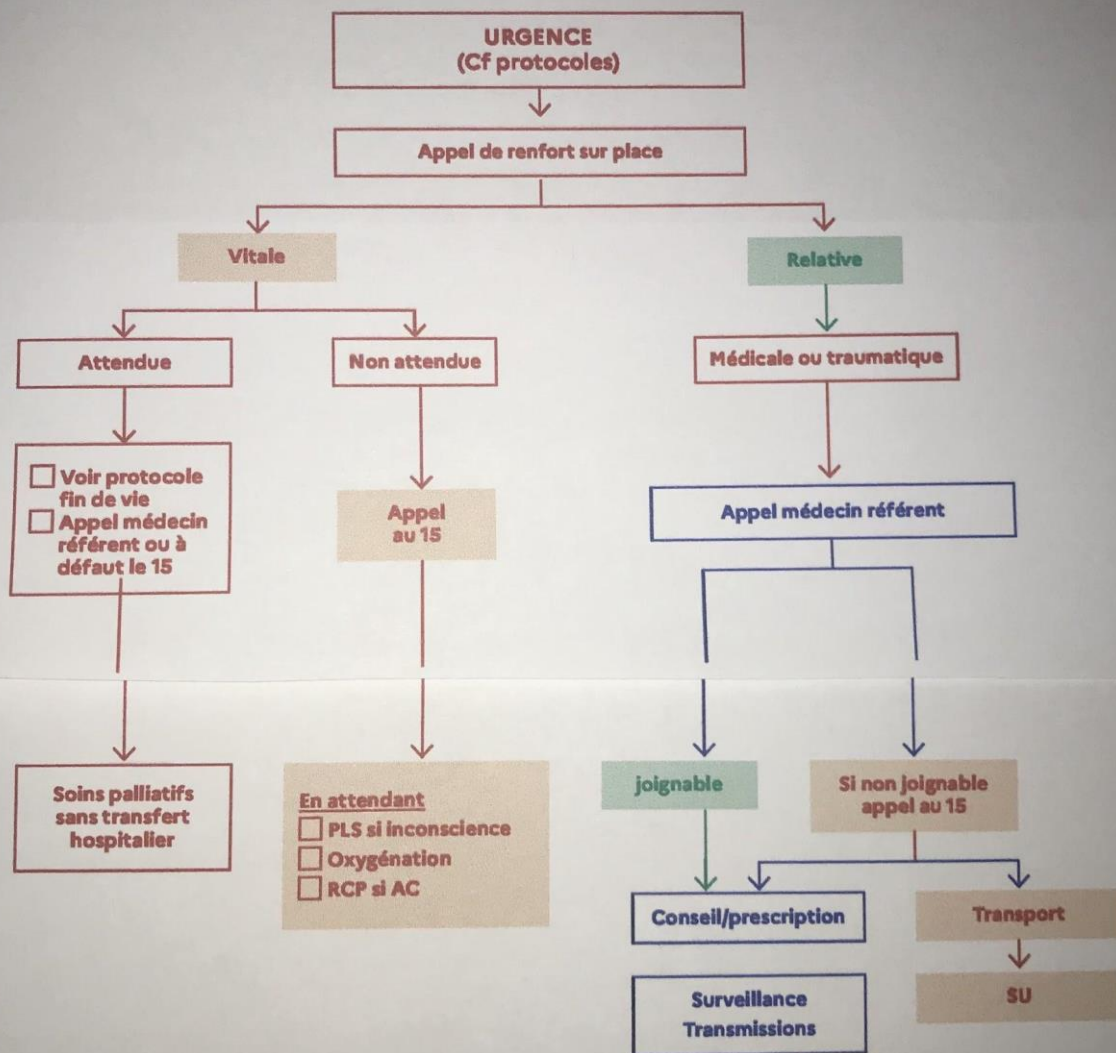 URGENCE
(Cf protocoles)
Appel de renfort sur place
Vitale
Relative
Attendue
Non attendue
Médicale ou traumatique
Voir protocole
fin de vie
Appel médecin
référent ou à
défaut le 15
Appel
au 15
Appel médecin référent
Soins palliatifs
sans transfert
hospitalier
En attendant
PLS si inconscience
Oxygénation
RCP si AC
joignable
Si non joignable
appel au 15
Conseil/prescription
Transport
Surveillance
Transmissions
SU